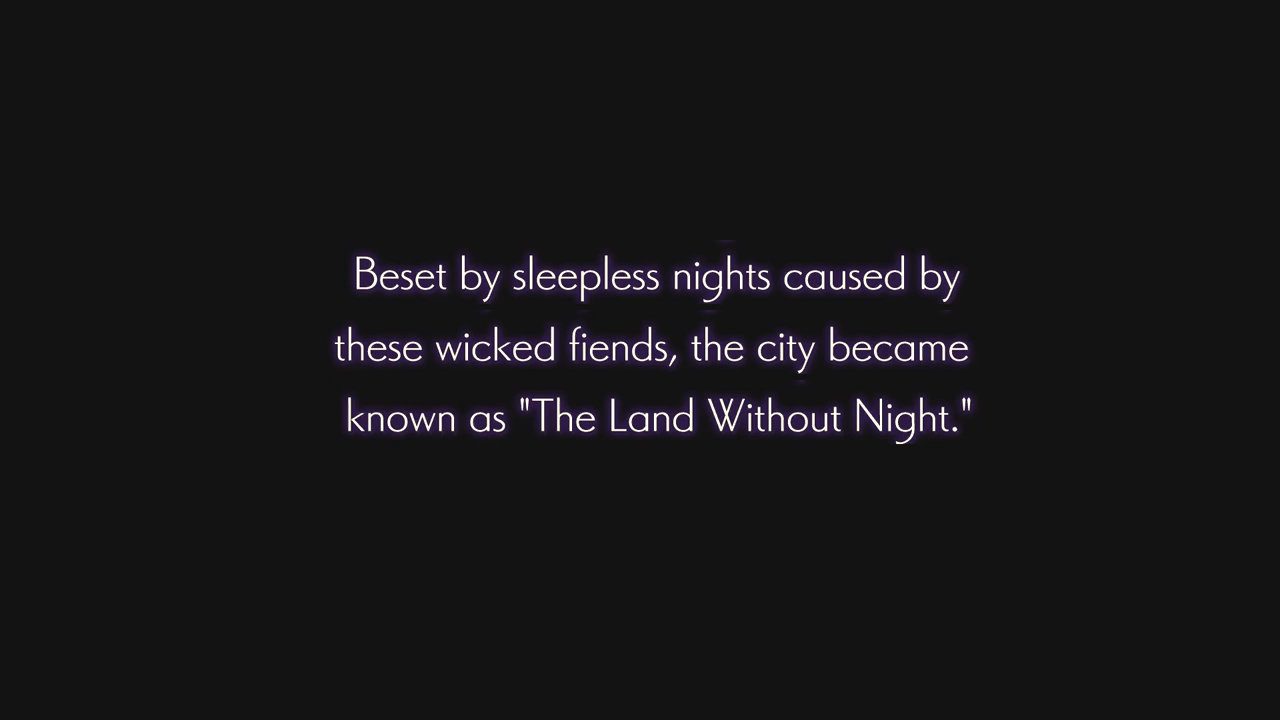 Beset by sleepless nights caused by
these wicked fiends, the city became
known as "The Land Without Night."